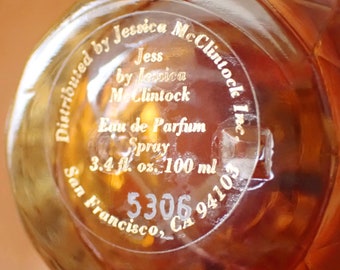 Distributed by Jessica McClintock, Inc.
Jess
by Jessica
McClintock
Eau de Parfum
Spray
3.4 fl. oz. 100 ml
5306
San Francisco, CA 94103